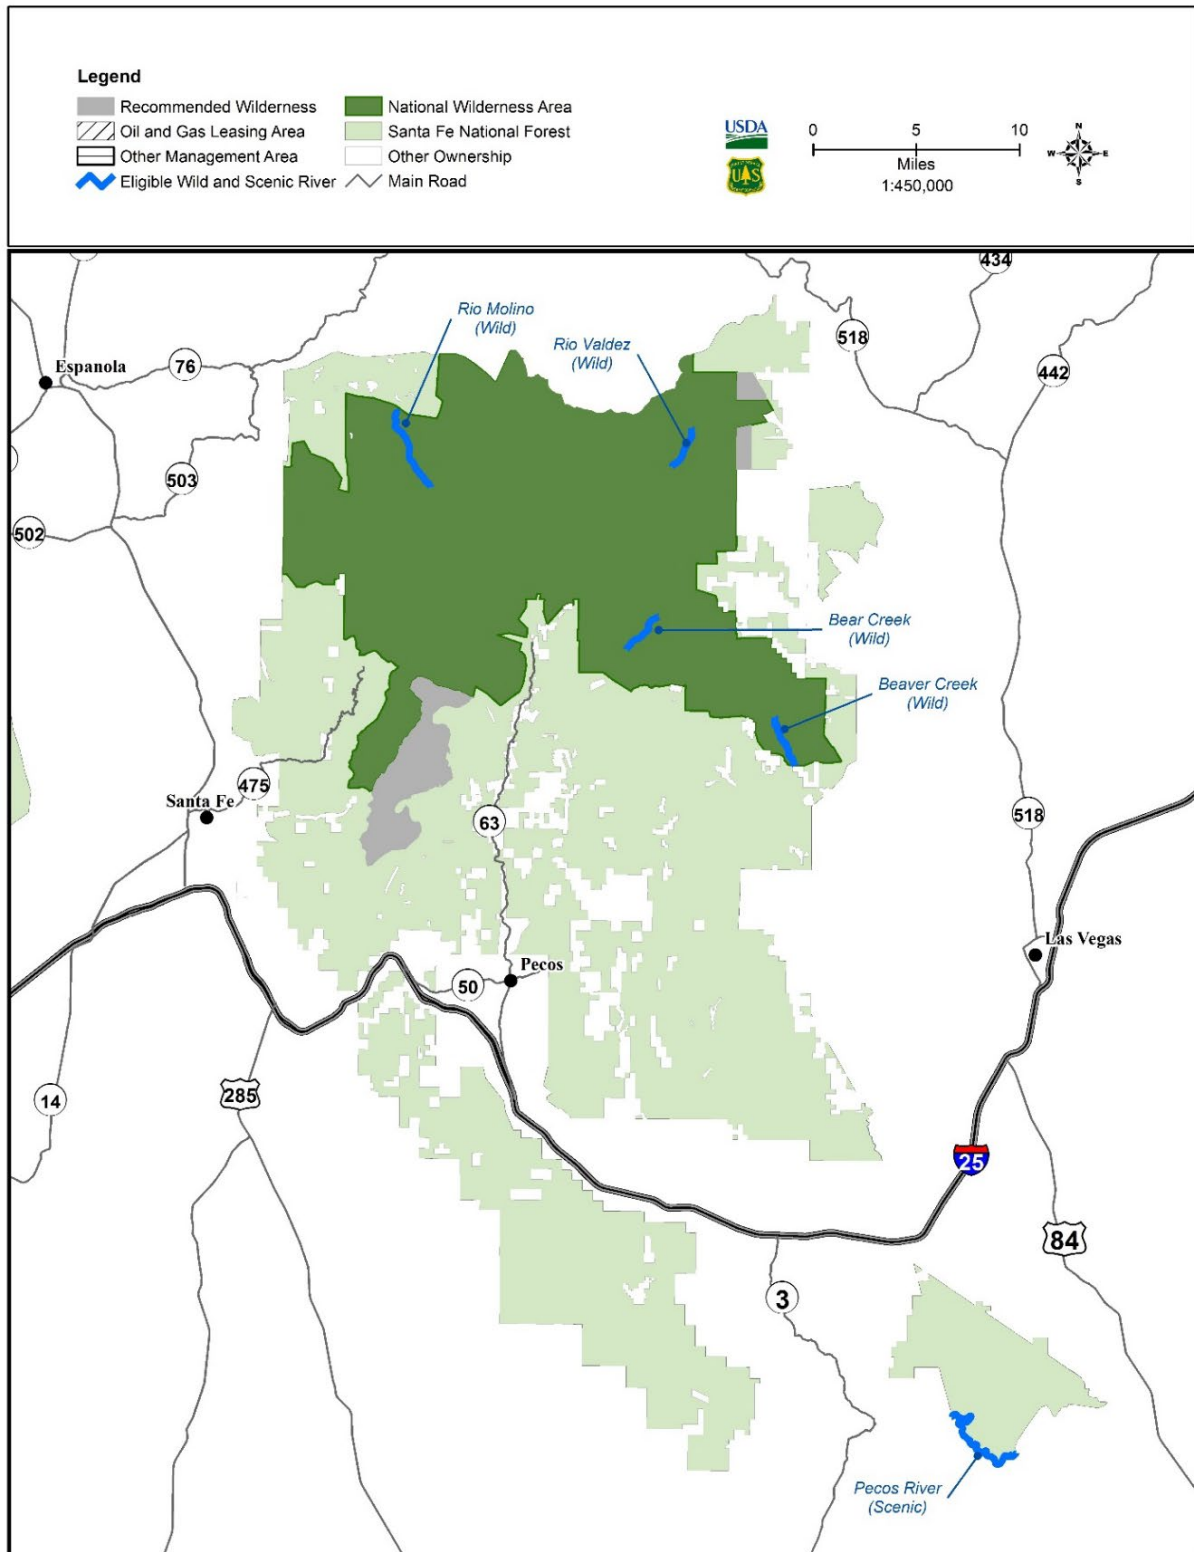 Legend
Recommended Wilderness
Oil and Gas Leasing Area
Other Management Area
Eligible Wild and Scenic River
National Wilderness Area
Santa Fe National Forest
Other Ownership
Main Road
USDA
U S
0 5 10
Miles
1:450,000
N
W E
S
434
Rio Molino
(Wild)
518
Rio Valdez
(Wild)
Espanola
76
442
503
502
Bear Creek
(Wild)
Beaver Creek
(Wild)
475
Santa Fe
63
518
Las Vegas
Pecos
50
285
14
25
84
3
Pecos River
(Scenic)